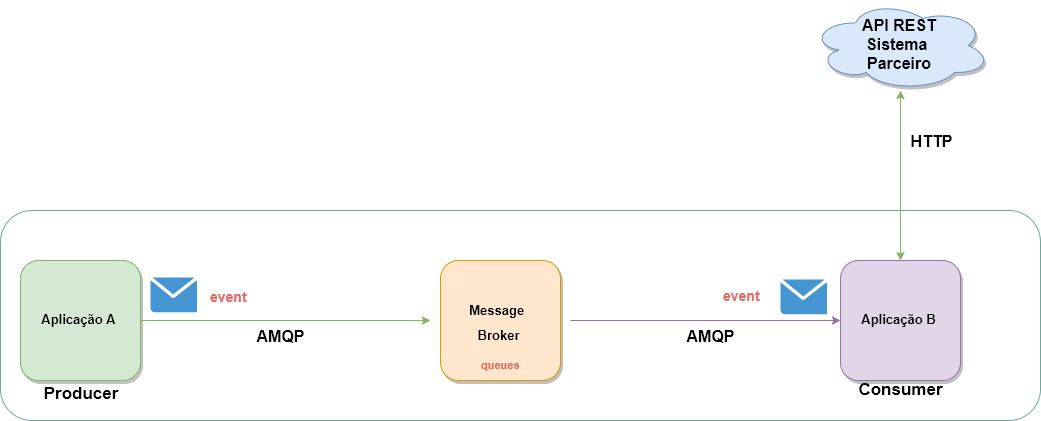 API REST
Sistema
Parceiro
HTTP
event
event
Aplicação A
Message
Broker
Aplicação B
AMQP
AMQP
queues
Producer
Consumer